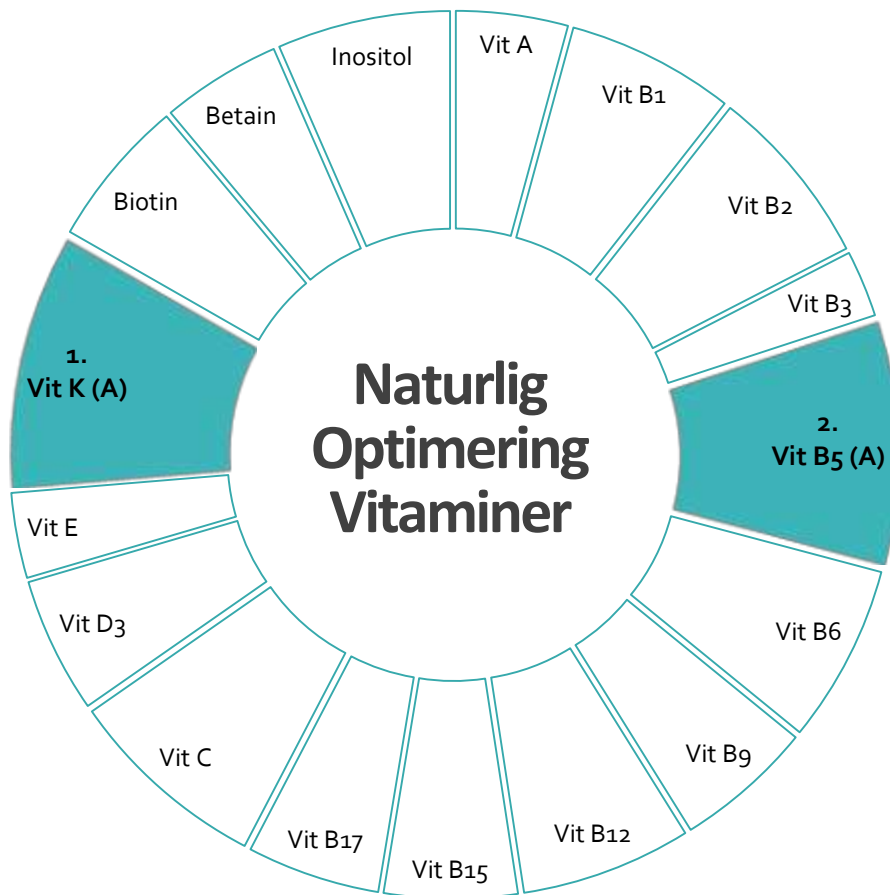 Inositol
Vit A
Vit B1
Betain
Vit B2
Biotin
Vit B3
1.
Vit K (A)
Naturlig
Optimering
Vitaminer
2.
Vit B5 (A)
Vit E
Vit D3
Vit B6
Vit C
Vit B9
Vit B17
Vit B12
Vit B15